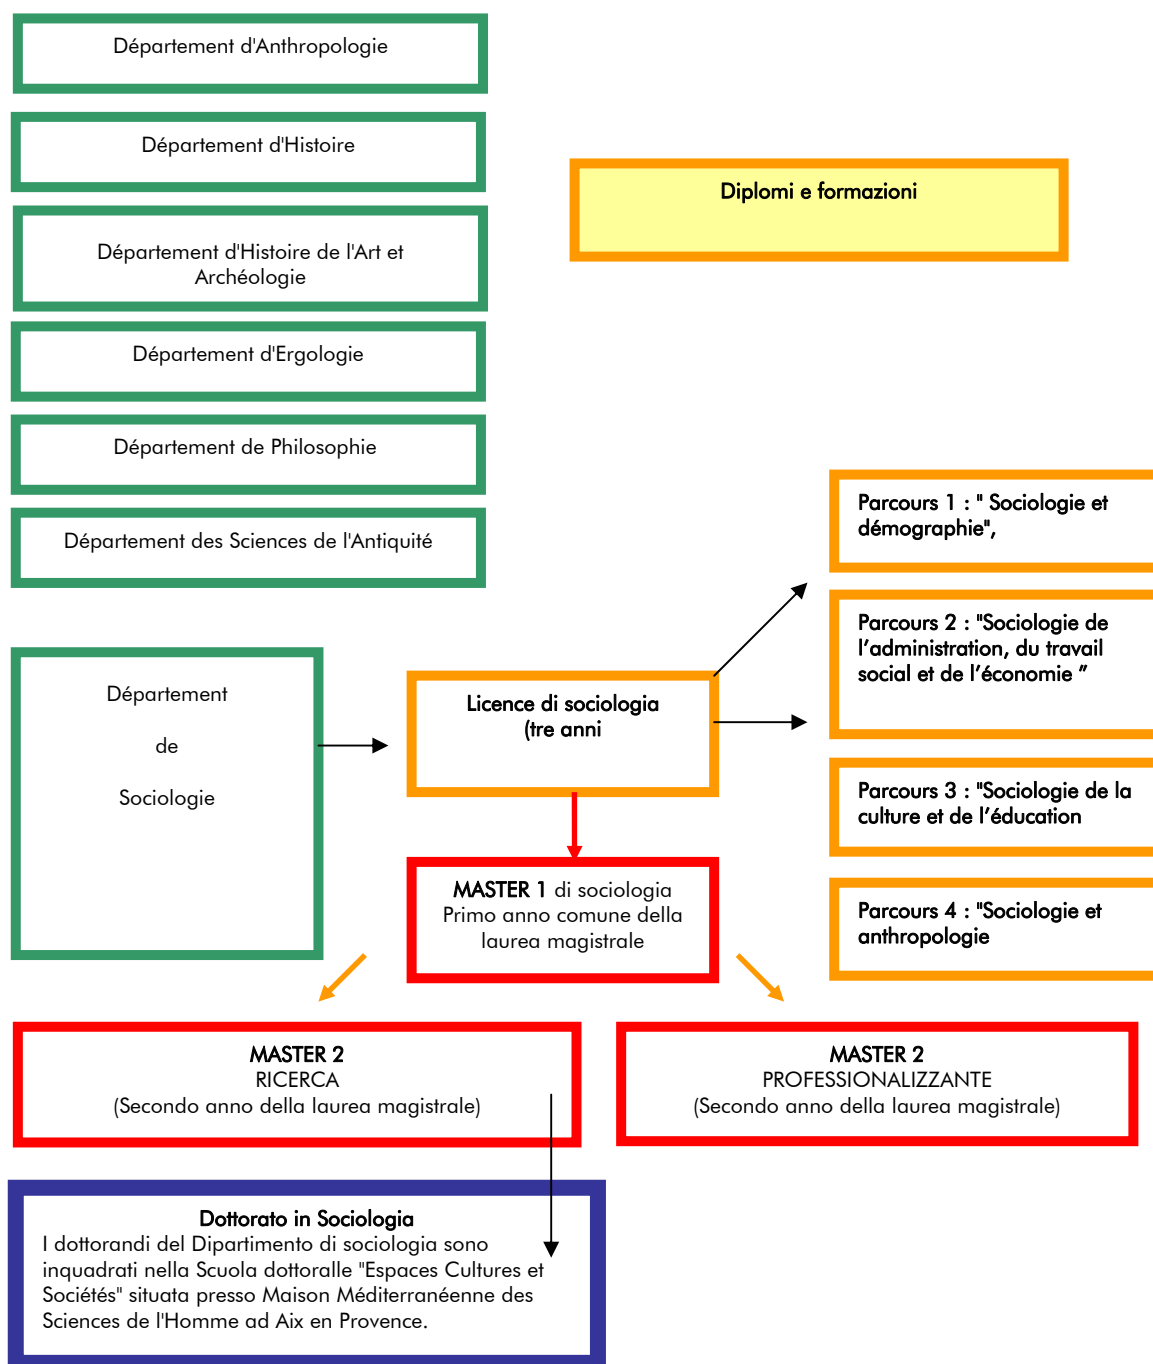 Département d'Anthropologie
Département d'Histoire
Diplomi e formazioni
Département d'Histoire de l'Art et
Archéologie
Département d'Ergologie
Département de Philosophie
Département des Sciences de l'Antiquité
Parcours 1 : " Sociologie et
démographie",
Parcours 2 : "Sociologie de
l’administration, du travail
social et de l’économie ”
Département
de
Sociologie
Licence di sociologia
(tre anni
Parcours 3 : "Sociologie de la
culture et de l’éducation
MASTER 1 di sociologia
Primo anno comune della
laurea magistrale
Parcours 4 : "Sociologie et
anthropologie
MASTER 2
RICERCA
(Secondo anno della laurea magistrale)
MASTER 2
PROFESSIONALIZZANTE
(Secondo anno della laurea magistrale)
Dottorato in Sociologia
I dottorandi del Dipartimento di sociologia sono
inquadrati nella Scuola dottoralle "Espaces Cultures et
Sociétés" situata presso Maison Méditerranéenne des
Sciences de l'Homme ad Aix en Provence.